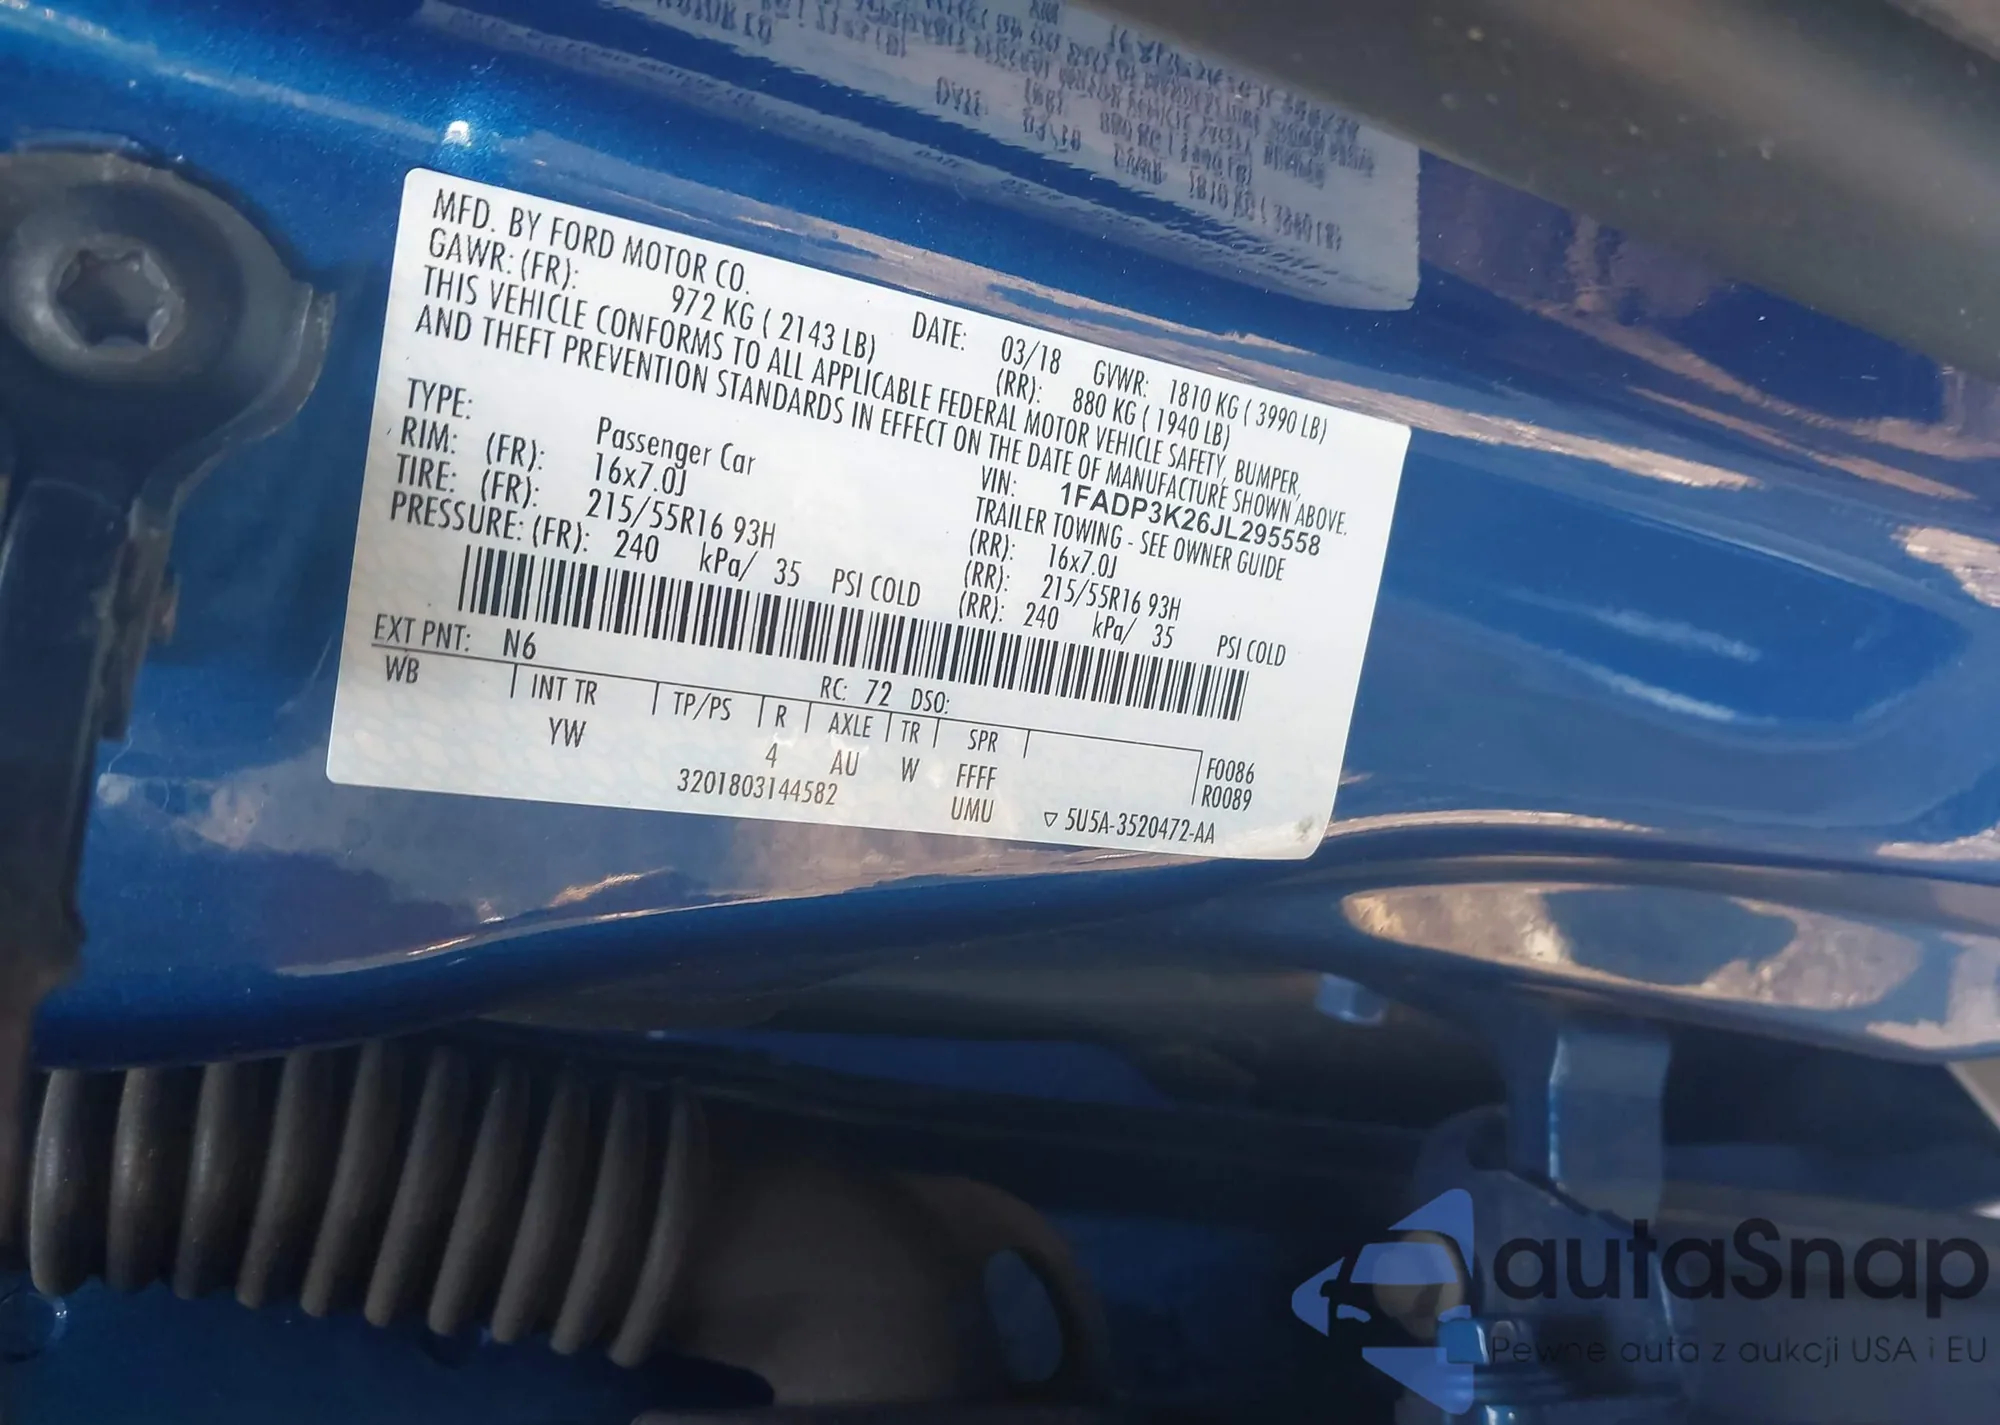 MFD. BY FORD MOTOR CO.
DATE: 03/18 GVWR: 1810 KG ( 3990 LB)
GAWR: (FR): 972 KG ( 2143 LB) (RR): 880 KG ( 1940 LB)
THIS VEHICLE CONFORMS TO ALL APPLICABLE FEDERAL MOTOR VEHICLE SAFETY, BUMPER,
AND THEFT PREVENTION STANDARDS IN EFFECT ON THE DATE OF MANUFACTURE SHOWN ABOVE.
VIN: 1FADP3K26JL295558
TYPE: Passenger Car TRAILER TOWING - SEE OWNER GUIDE
RIM: (FR): 16x7.0J (RR): 16x7.0J
TIRE: (FR): 215/55R16 93H (RR): 215/55R16 93H
PRESSURE: (FR): 240 kPa/ 35 PSI COLD (RR): 240 kPa/ 35 PSI COLD
EXT PNT: N6 RC: 72 DSO:
WB INT TR TP/PS R AXLE TR SPR F0086
YW 4 AU W FFFF R0089
3201803144582 UMU ▽ 5U5A-3520472-AA
autaSnap
Pewne auta z aukcji USA i EU